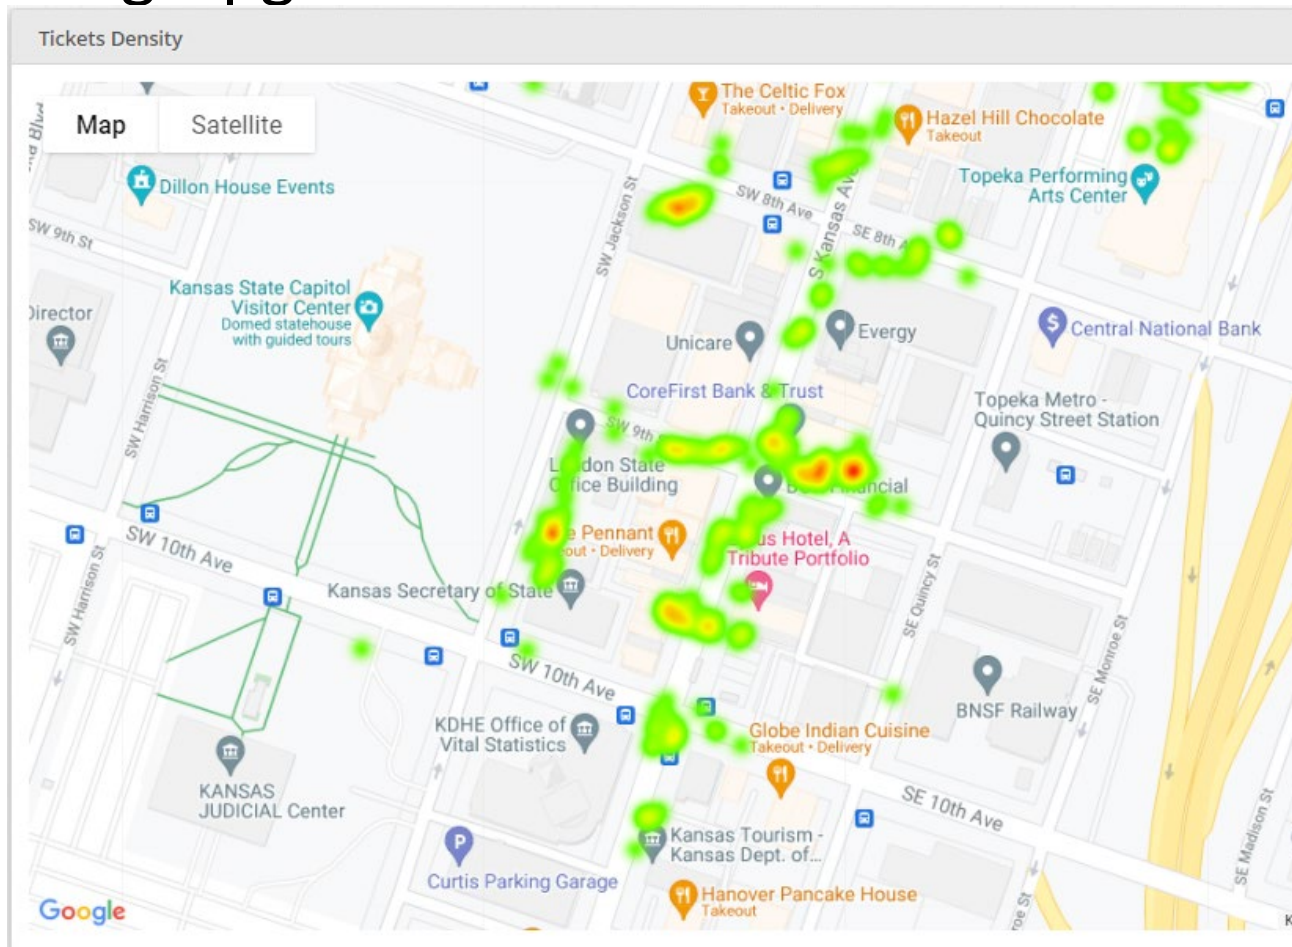 Tickets Density
Map
Satellite
The Celtic Fox
Takeout • Delivery
Hazel Hill Chocolate
Takeout
Dillon House Events
Topeka Performing
Arts Center
SW 8th Ave
SW Jackson St
S Kansas Ave
SE 8th
SW 9th St
Kansas State Capitol
Visitor Center
Domed statehouse
with guided tours
Director
Unicare
Evergy
Central National Bank
SW Harrison St
CoreFirst Bank & Trust
Topeka Metro -
Quincy Street Station
SW 9th
State
Office Building
Financial
Pennant
Delivery
Hotel, A
Tribute Portfolio
SW 10th Ave
Kansas Secretary of State
SW Harrison St
SE Quincy St
SE Monroe St
SW 10th Ave
BNSF Railway
KDHE Office of
Vital Statistics
Globe Indian Cuisine
Takeout • Delivery
KANSAS
JUDICIAL Center
SE 10th Ave
SE Madison St
P
Kansas Tourism -
Kansas Dept. of...
Curtis Parking Garage
Hanover Pancake House
Takeout
Google
roe St
K